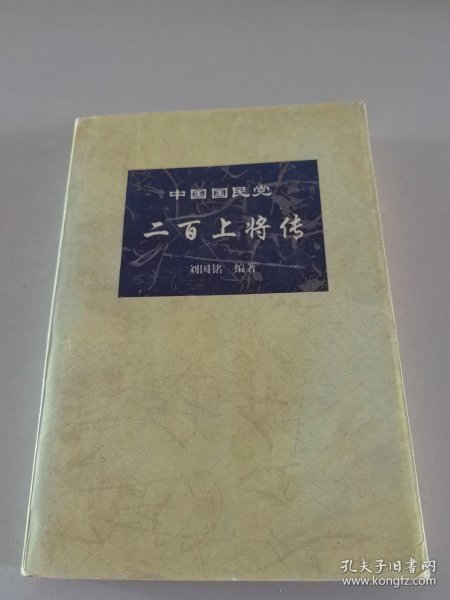 中国国民党
二百上将传
刘国铭 编著
孔夫子旧书网
www.kongfz.com